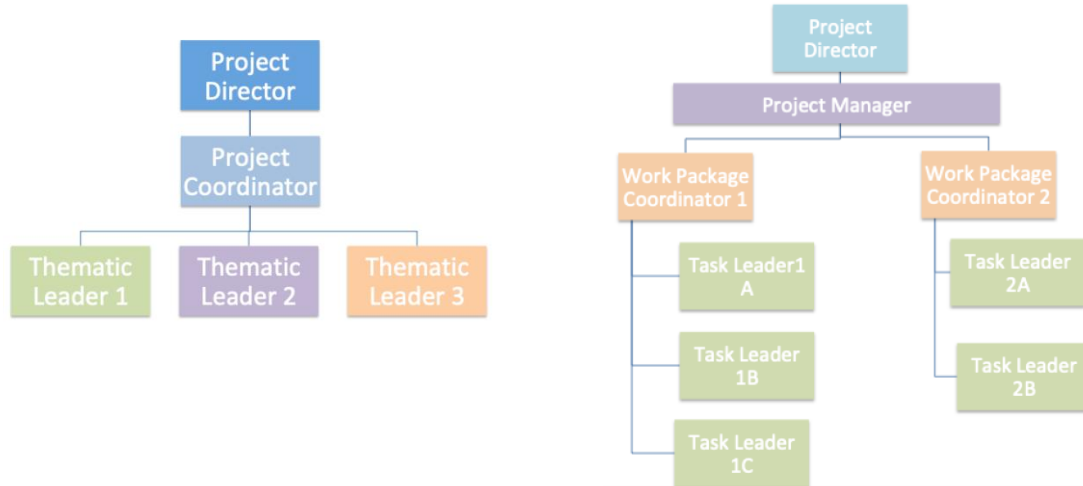 Project
Director
Project
Coordinator
Thematic
Leader 1
Thematic
Leader 2
Thematic
Leader 3
Project
Director
Project Manager
Work Package
Coordinator 1
Work Package
Coordinator 2
Task Leader1
A
Task Leader
1B
Task Leader
1C
Task Leader
2A
Task Leader
2B